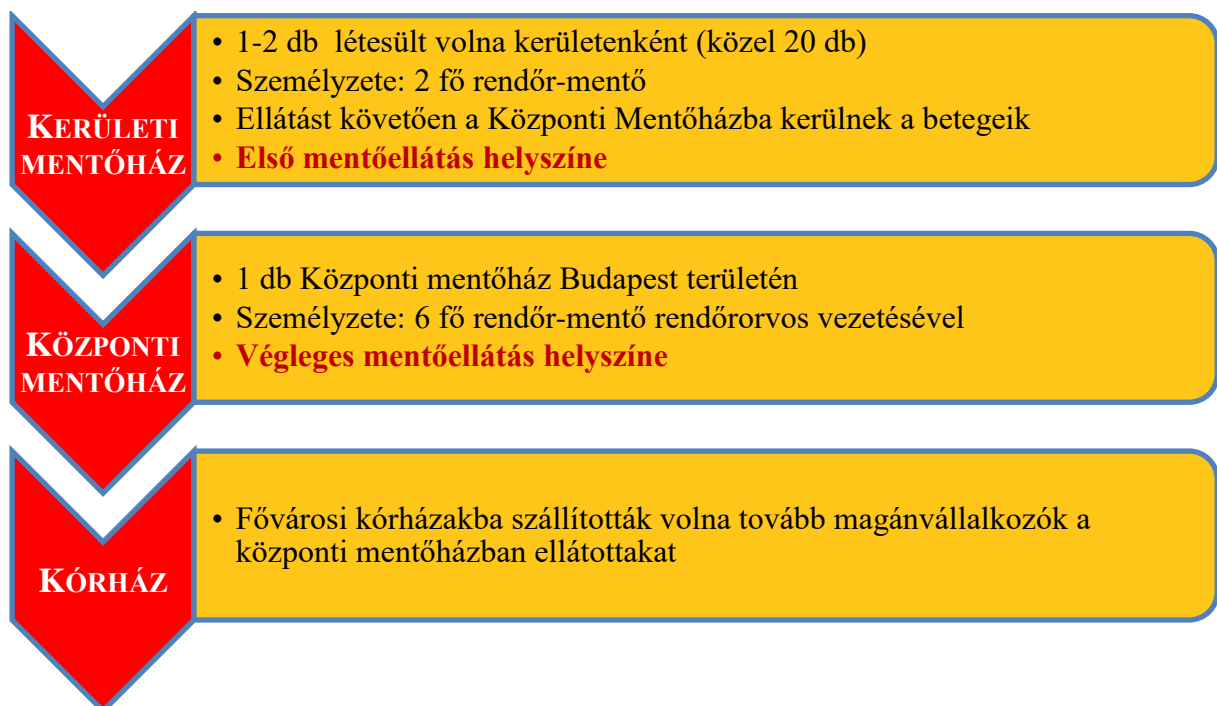 KERÜLETI
MENTŐHÁZ
• 1-2 db létesült volna kerületenként (közel 20 db)
• Személyzete: 2 fő rendőr-mentő
• Ellátást követően a Központi Mentőházba kerülnek a betegeik
• Első mentőellátás helyszíne
KÖZPONTI
MENTŐHÁZ
• 1 db Központi mentőház Budapest területén
• Személyzete: 6 fő rendőr-mentő rendőrorvos vezetésével
• Végleges mentőellátás helyszíne
KÓRHÁZ
• Fővárosi kórházakba szállították volna tovább magánvállalkozók a
központi mentőházban ellátottakat